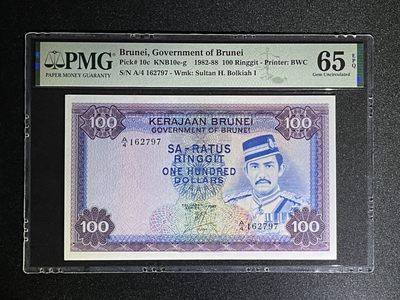 PMG
PAPER MONEY GUARANTY
Brunei, Government of Brunei
Pick# 10c KNB10e-g 1982-88 100 Ringgit - Printer: BWC
S/N A/4 162797 - Wmk: Sultan H. Bolkiah I
65 EPQ
Gem Uncirculated
100
KERAJAAN BRUNEI
GOVERNMENT OF BRUNEI
100
A/4 162797
SA-RATUS
RINGGIT
ONE HUNDRED
DOLLARS
A/4 162797
100
100